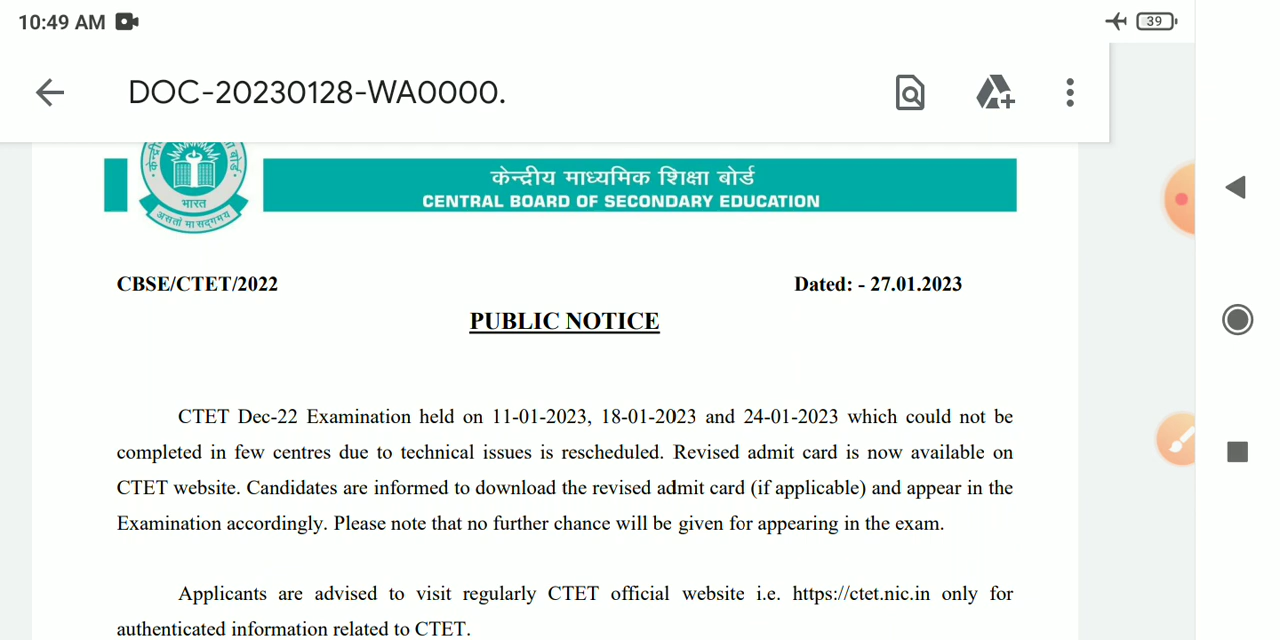 10:49 AM
39
DOC-20230128-WA0000.
केन्द्रीय माध्यमिक शिक्षा बोर्ड
भारत
असतो मा सद्गमय
CENTRAL BOARD OF SECONDARY EDUCATION
CBSE/CTET/2022 Dated: - 27.01.2023
PUBLIC NOTICE
CTET Dec-22 Examination held on 11-01-2023, 18-01-2023 and 24-01-2023 which could not be
completed in few centres due to technical issues is rescheduled. Revised admit card is now available on
CTET website. Candidates are informed to download the revised admit card (if applicable) and appear in the
Examination accordingly. Please note that no further chance will be given for appearing in the exam.
Applicants are advised to visit regularly CTET official website i.e. https://ctet.nic.in only for
authenticated information related to CTET.